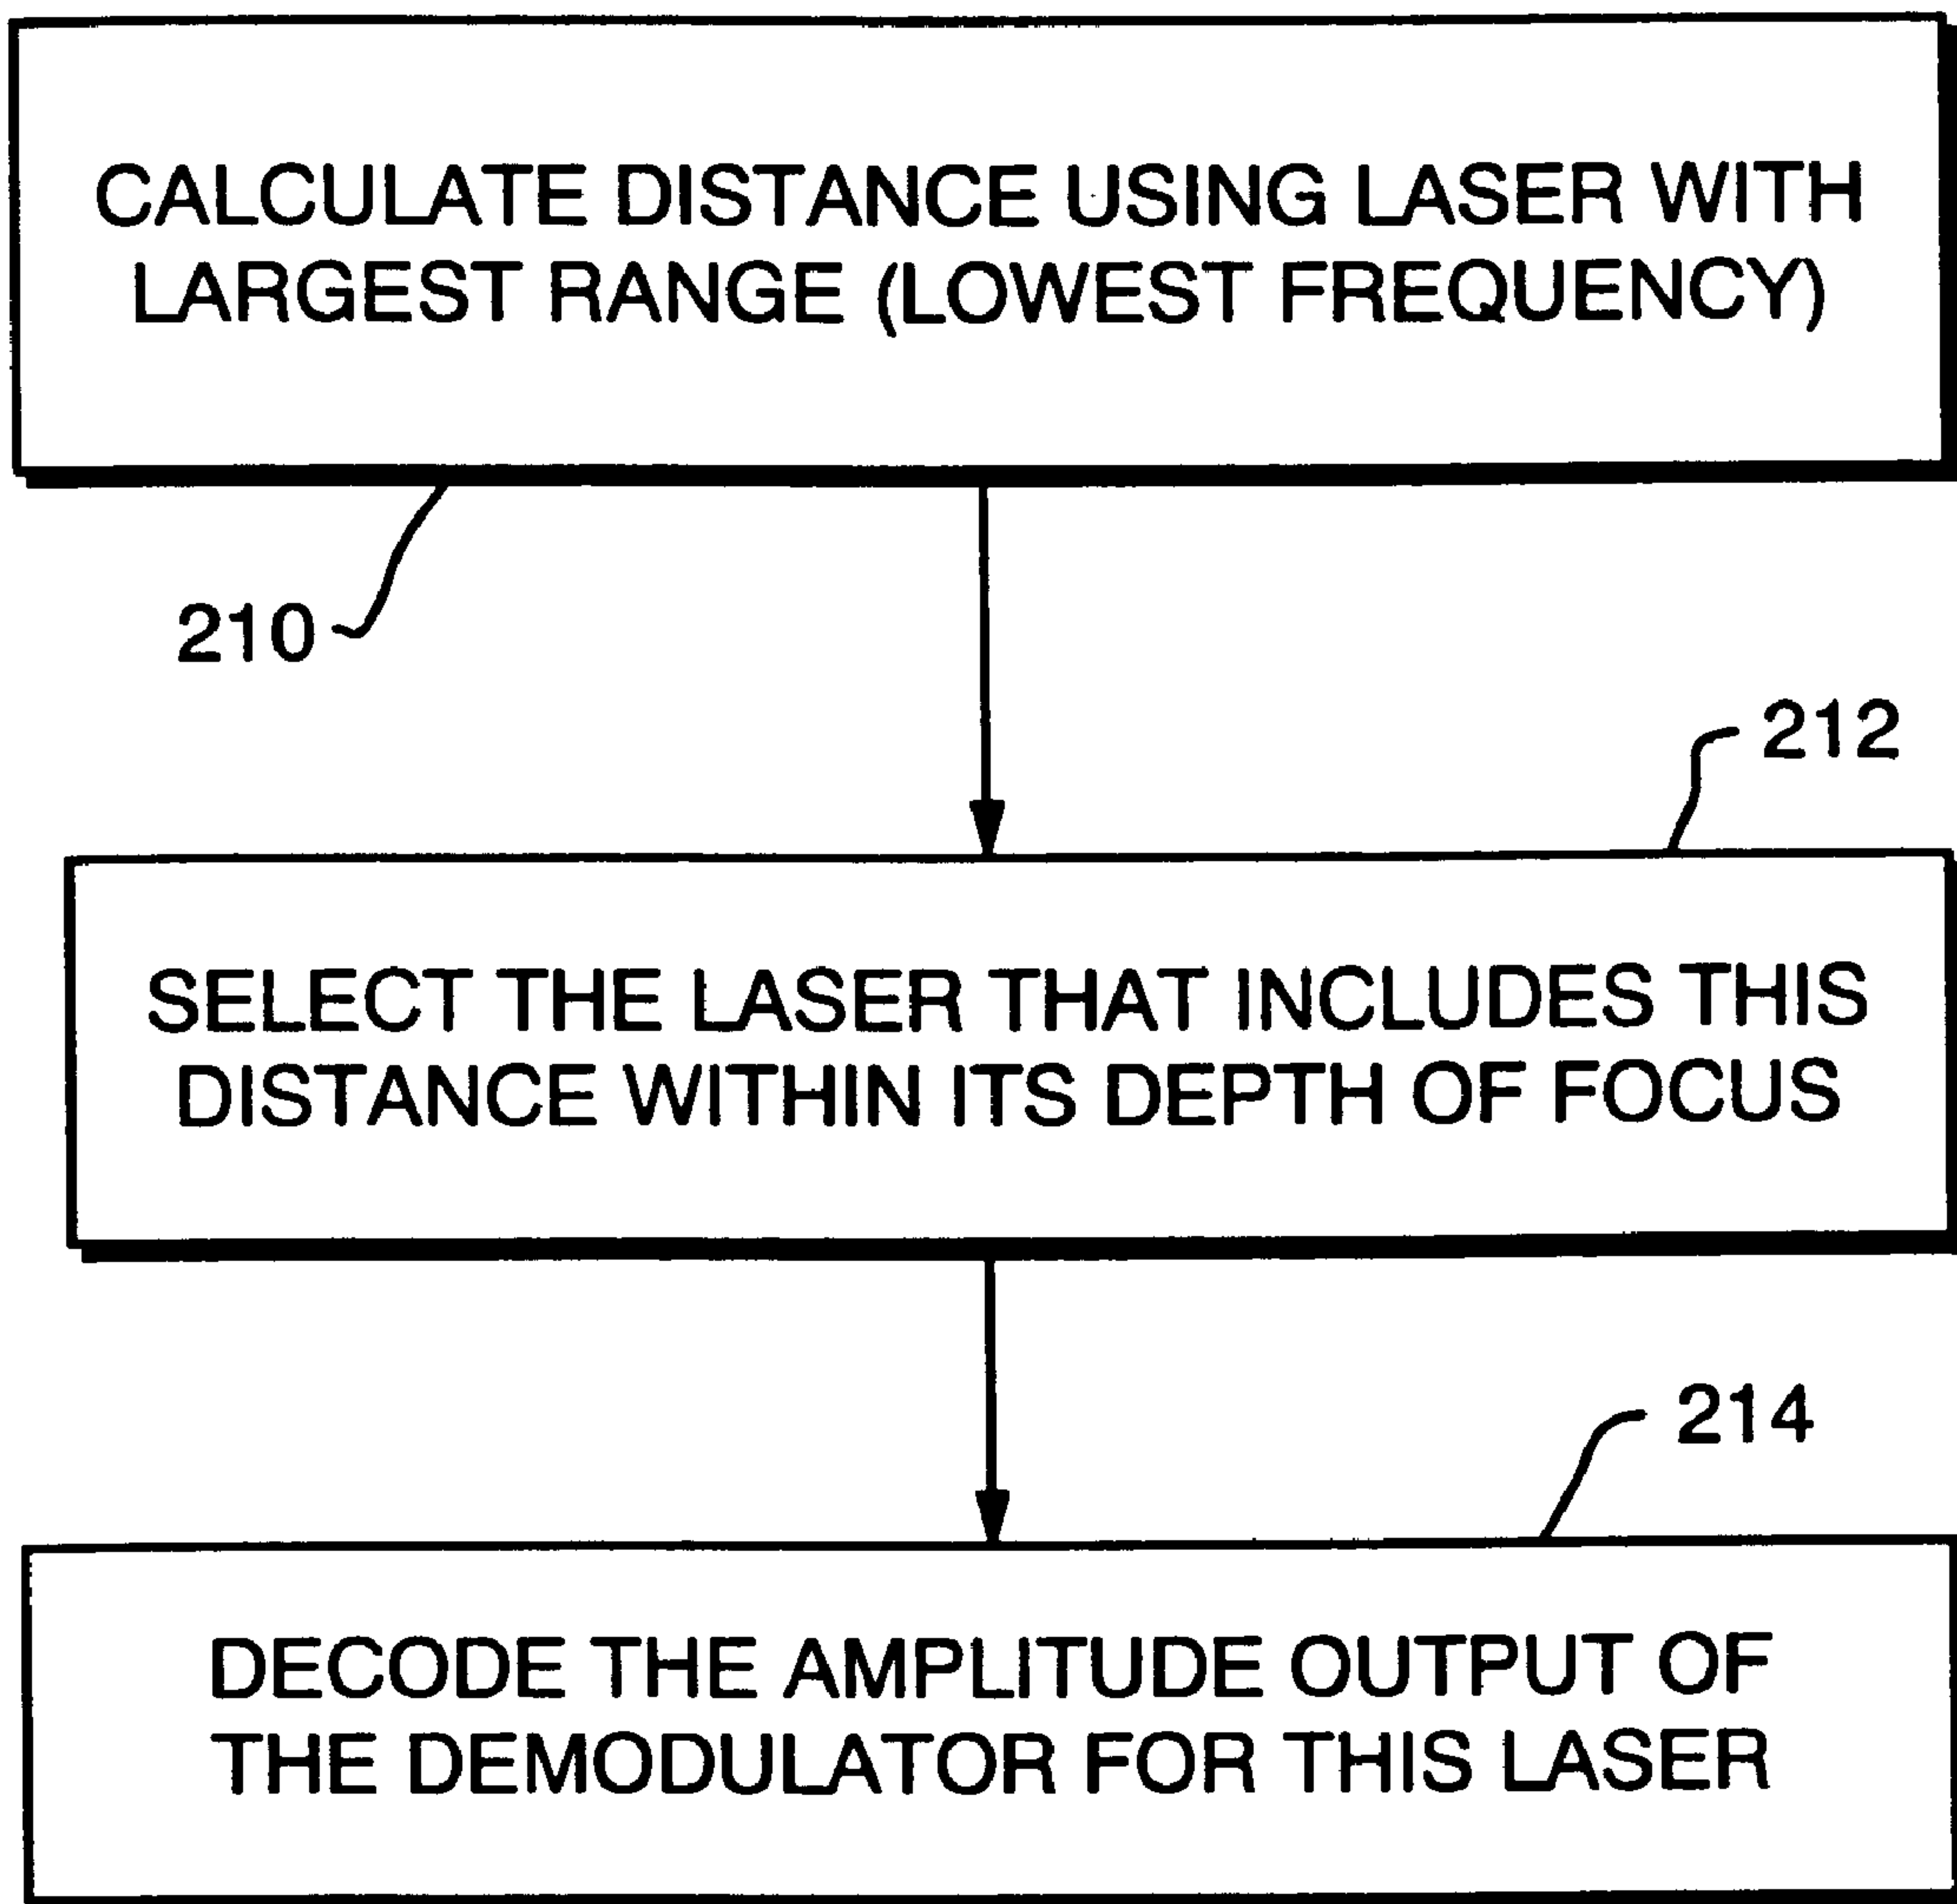 CALCULATE DISTANCE USING LASER WITH
LARGEST RANGE (LOWEST FREQUENCY)
210
212
SELECT THE LASER THAT INCLUDES THIS
DISTANCE WITHIN ITS DEPTH OF FOCUS
214
DECODE THE AMPLITUDE OUTPUT OF
THE DEMODULATOR FOR THIS LASER